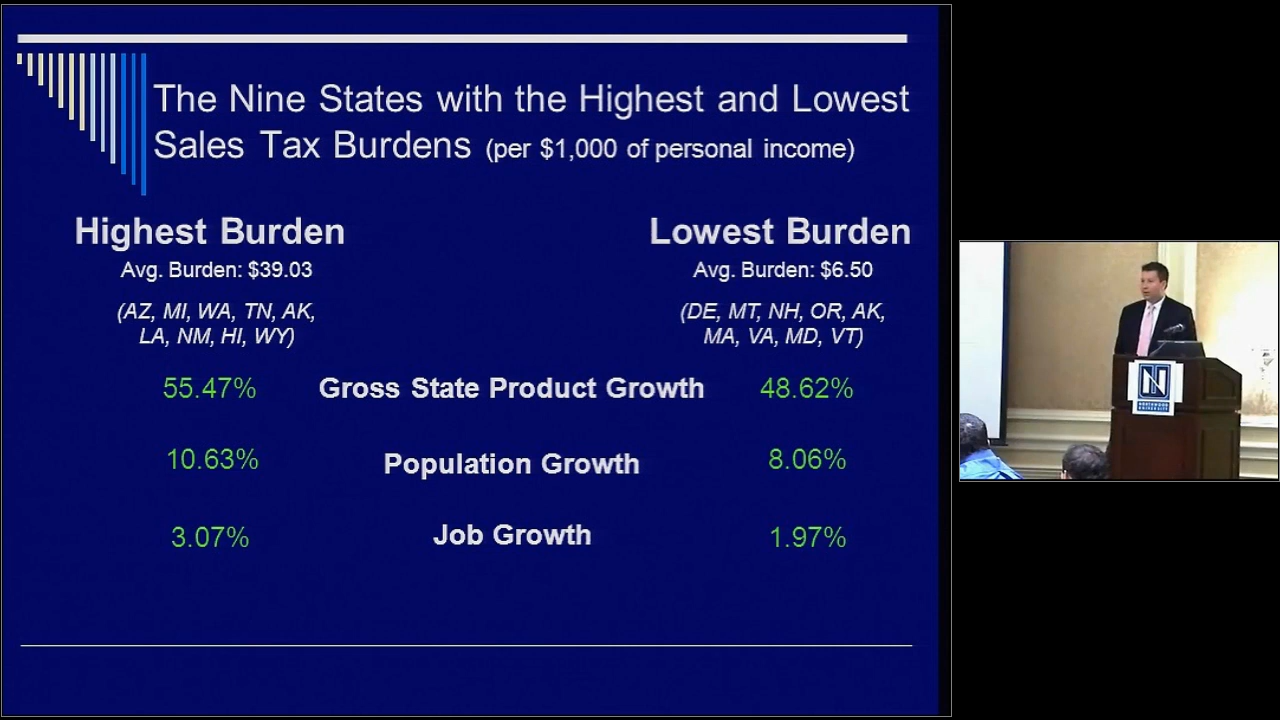 The Nine States with the Highest and Lowest
Sales Tax Burdens (per $1,000 of personal income)
Highest Burden
Avg. Burden: $39.03
(AZ, MI, WA, TN, AK,
LA, NM, HI, WY)
Lowest Burden
Avg. Burden: $6.50
(DE, MT, NH, OR, AK,
MA, VA, MD, VT)
55.47% Gross State Product Growth 48.62%
10.63% Population Growth 8.06%
3.07% Job Growth 1.97%
N
NORTHWOOD
UNIVERSITY